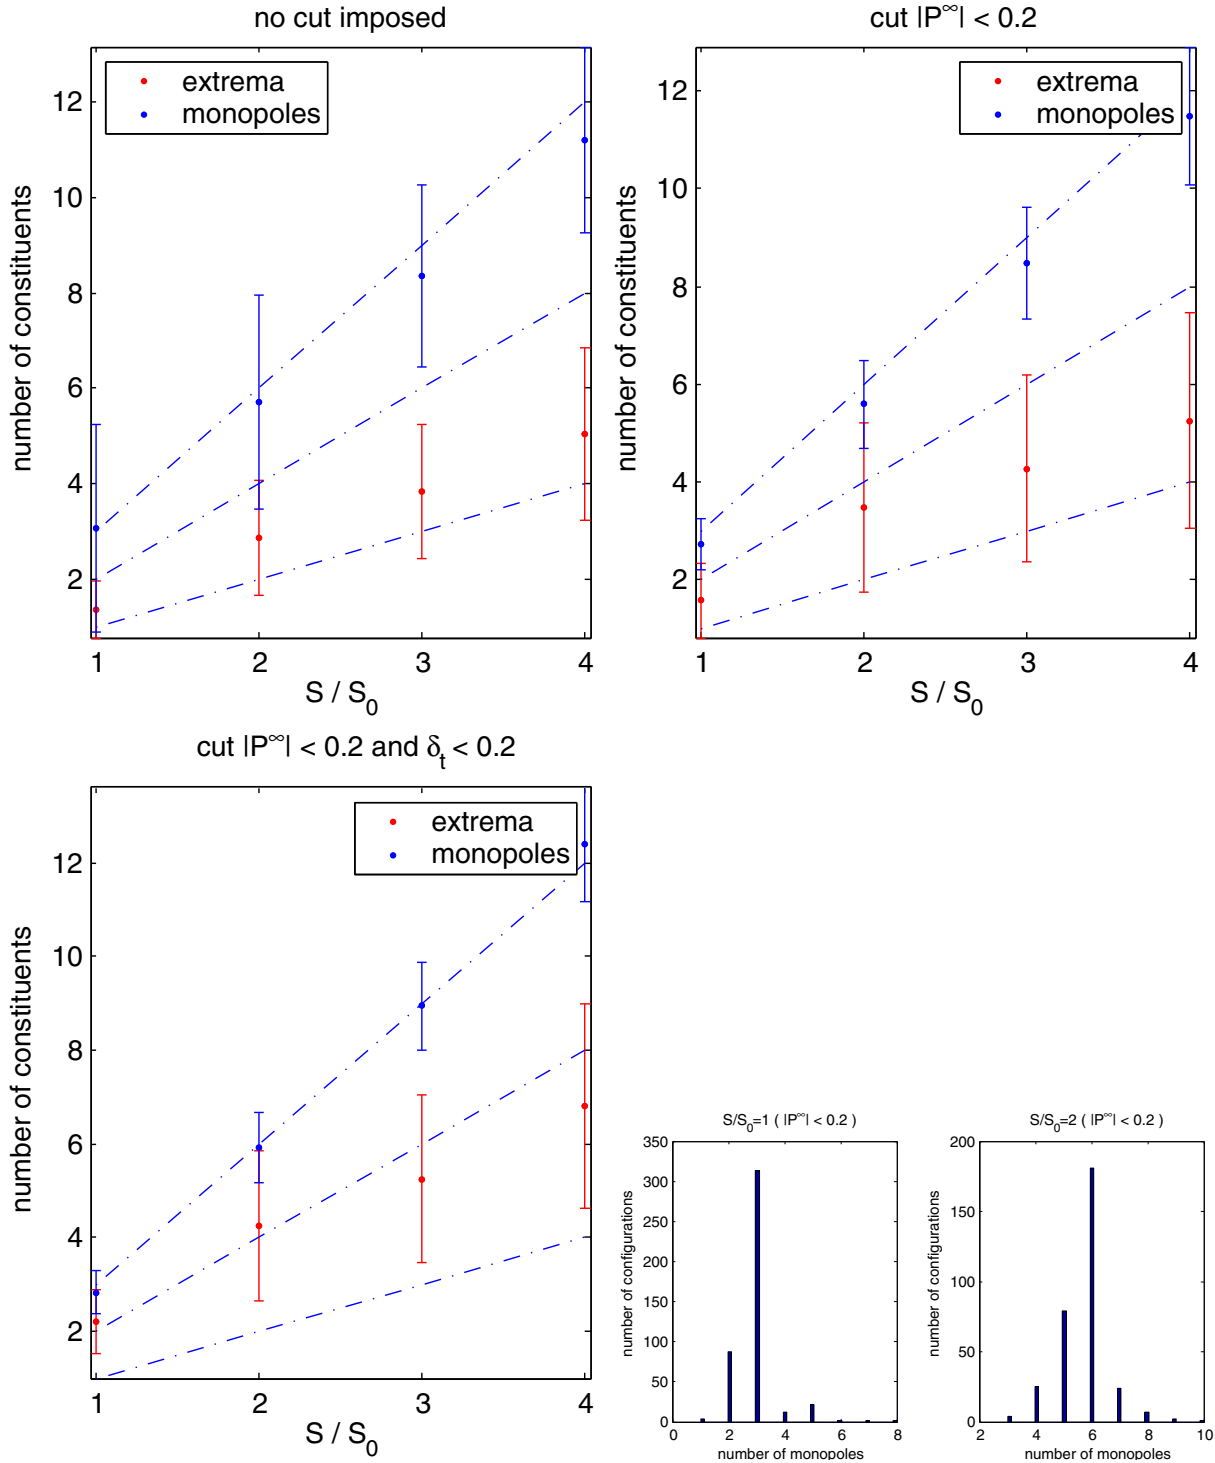 no cut imposed
extrema
monopoles
number of constituents
12
10
8
6
4
2
1 2 3 4
S / S0
cut |P∞| < 0.2
extrema
monopoles
number of constituents
12
10
8
6
4
2
1 2 3 4
S / S0
cut |P∞| < 0.2 and δt < 0.2
extrema
monopoles
number of constituents
12
10
8
6
4
2
1 2 3 4
S / S0
S/S0=1 ( |P∞| < 0.2 )
number of configurations
350
300
250
200
150
100
50
0
0 2 4 6 8
number of monopoles
S/S0=2 ( |P∞| < 0.2 )
number of configurations
200
150
100
50
0
2 4 6 8 10
number of monopoles